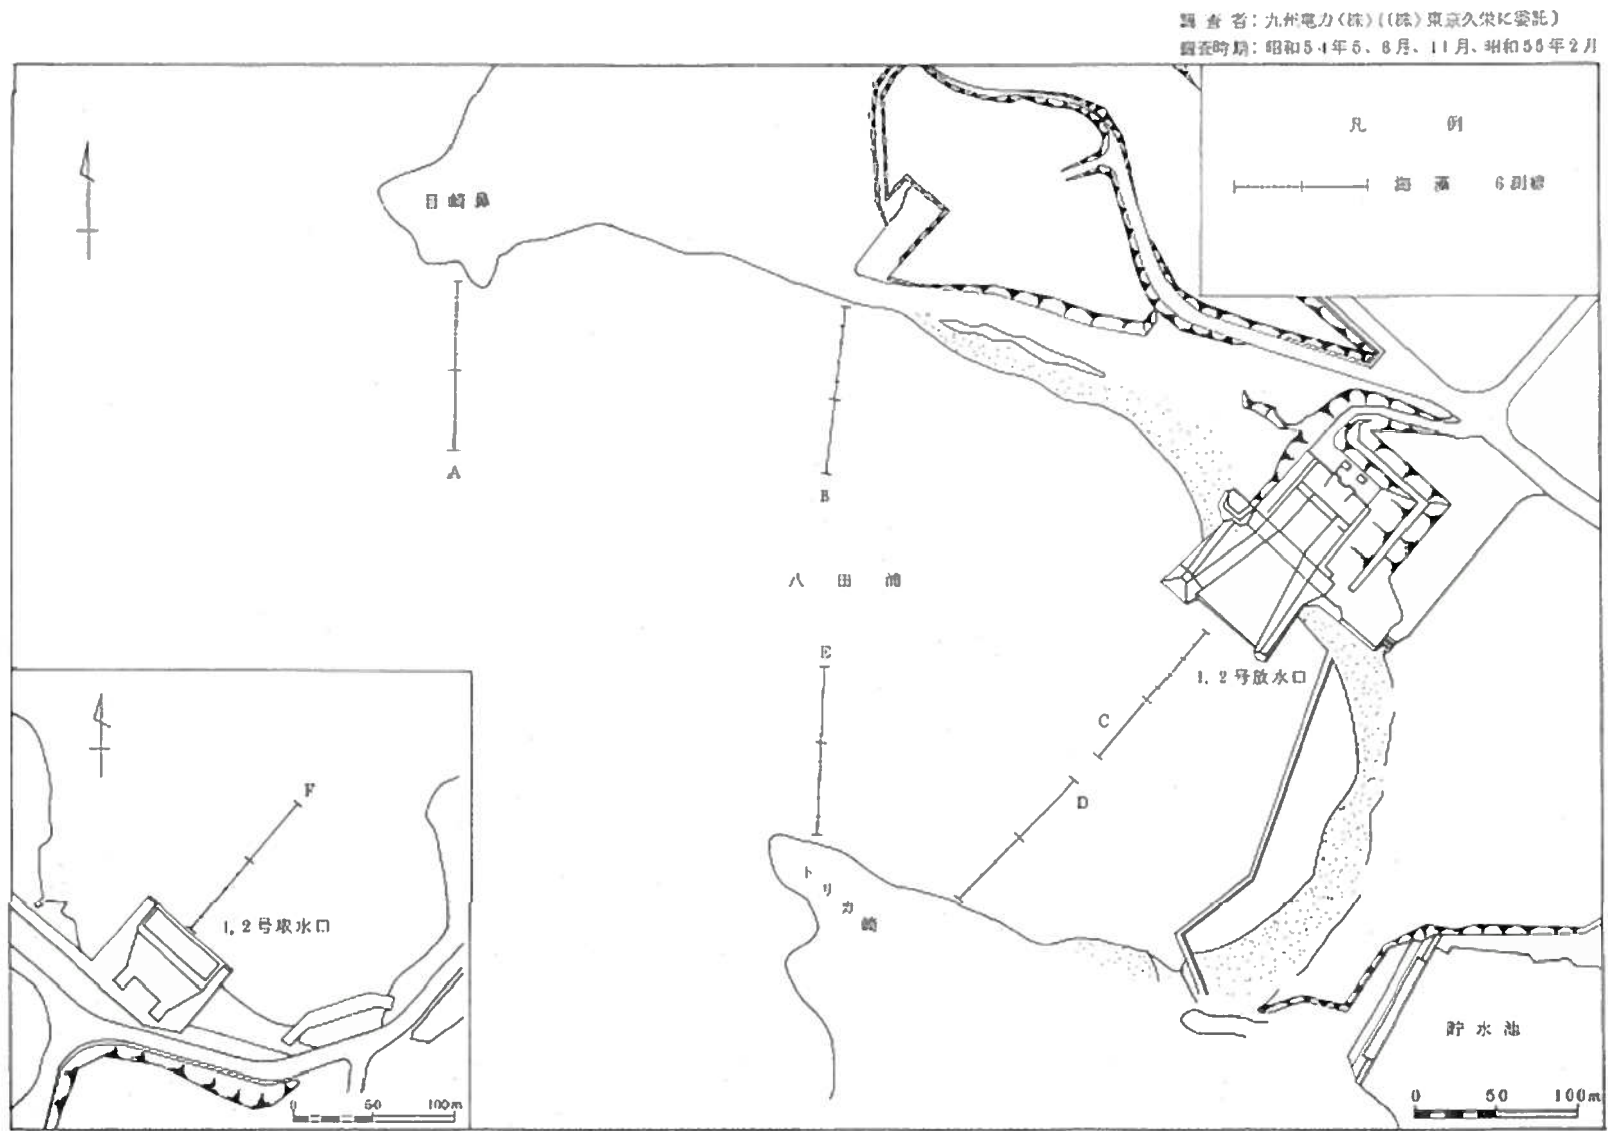 調査者：九州電力(株)((株)東京久栄に委託)
調査時期：昭和54年5、8月、11月、昭和55年2月
凡例
海藻 6測線
日崎鼻
A
B
八田浦
E
1,2号放水口
C
D
F
トリカ崎
1,2号取水口
貯水池
0 50 100m
0 50 100m